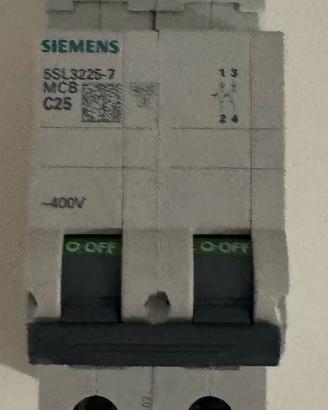 SIEMENS
5SL3225-7
MCB
C25
1 3
2 4
~400V
O OFF O OFF